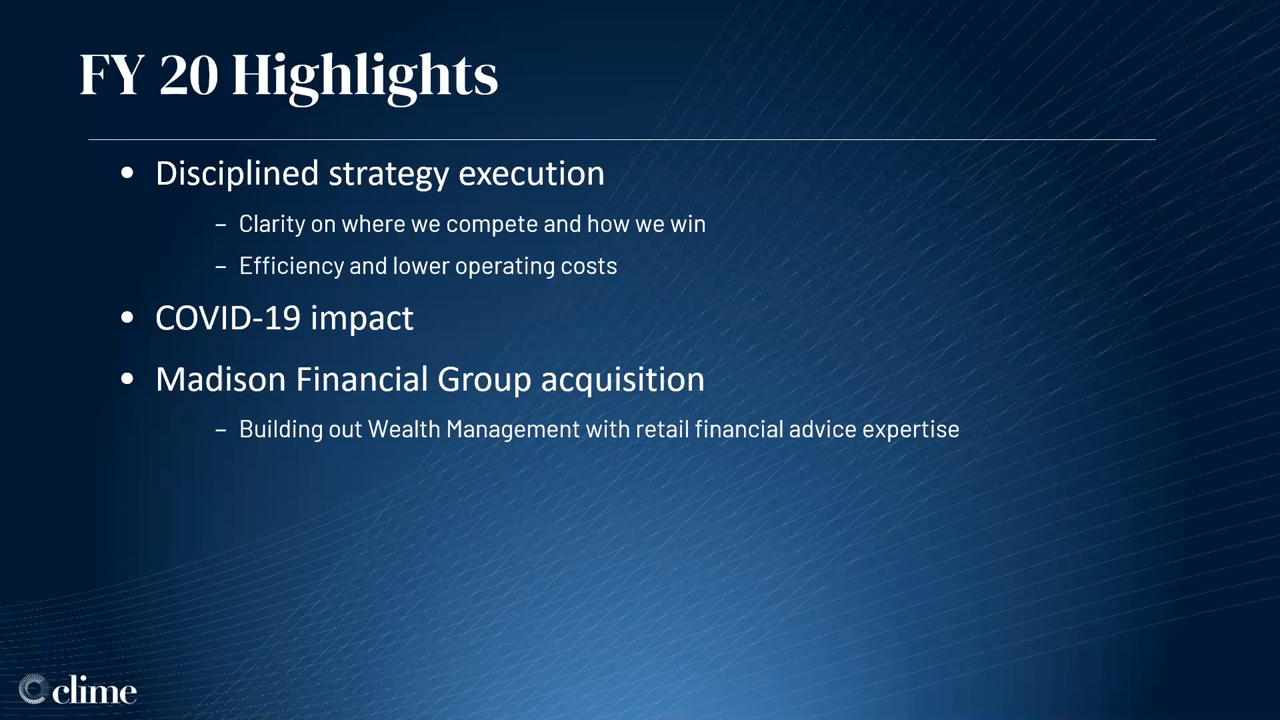 FY 20 Highlights
• Disciplined strategy execution
– Clarity on where we compete and how we win
– Efficiency and lower operating costs
• COVID-19 impact
• Madison Financial Group acquisition
– Building out Wealth Management with retail financial advice expertise
clime